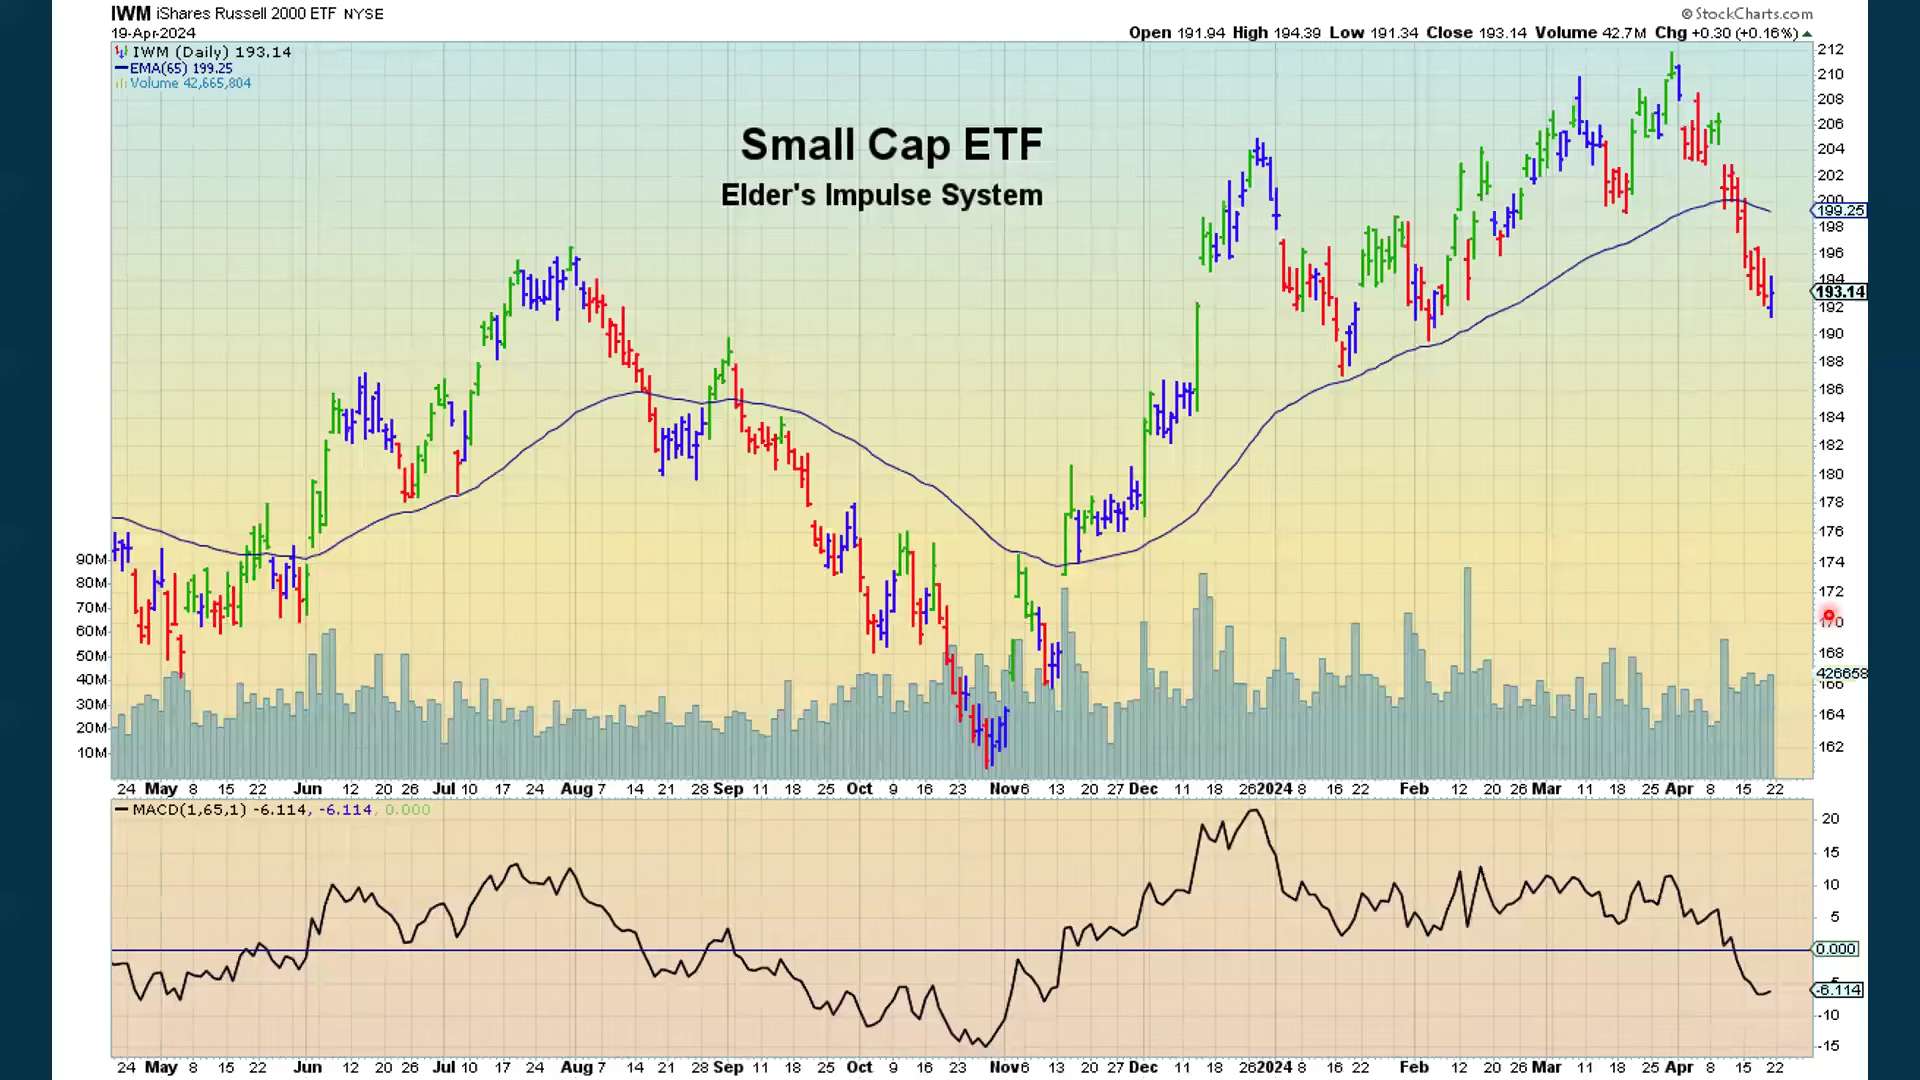 IWM iShares Russell 2000 ETF NYSE
© StockCharts.com
19-Apr-2024
Open 191.94 High 194.39 Low 191.34 Close 193.14 Volume 42.7M Chg +0.30 (+0.16%)
IWM (Daily) 193.14
EMA(65) 199.25
Volume 42,665,804
Small Cap ETF
Elder's Impulse System
212
210
208
206
204
202
200
199.25
198
196
194
193.14
192
190
188
186
184
182
180
178
176
174
172
170
168
426658
166
164
162
90M
80M
70M
60M
50M
40M
30M
20M
10M
24 May 8 15 22 Jun 12 20 26 Jul 10 17 24 Aug 7 14 21 28 Sep 11 18 25 Oct 9 16 23 Nov 6 13 20 27 Dec 11 18 26 2024 8 16 22 Feb 12 20 26 Mar 11 18 25 Apr 8 15 22
MACD(1,65,1) -6.114, -6.114, 0.000
20
15
10
5
0.000
-5
-6.114
-10
-15
24 May 8 15 22 Jun 12 20 26 Jul 10 17 24 Aug 7 14 21 28 Sep 11 18 25 Oct 9 16 23 Nov 6 13 20 27 Dec 11 18 26 2024 8 16 22 Feb 12 20 26 Mar 11 18 25 Apr 8 15 22